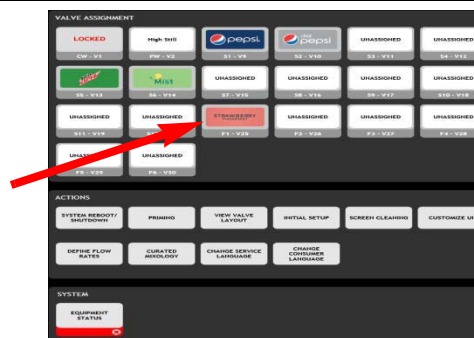 VALVE ASSIGNMENT
LOCKED
High Still
pepsi
diet pepsi
UNASSIGNED
UNASSIGNED
CW - V1
PW - V2
S1 - V9
S2 - V10
S3 - V11
S4 - V12
Mist
UNASSIGNED
UNASSIGNED
UNASSIGNED
UNASSIGNED
S5 - V13
S6 - V14
S7 - V15
S8 - V16
S9 - V17
S10 - V18
UNASSIGNED
UNASSIGNED
STRAWBERRY
UNASSIGNED
UNASSIGNED
UNASSIGNED
S11 - V19
F1 - V25
F2 - V26
F3 - V27
F4 - V28
UNASSIGNED
F5 - V29
F6 - V30
ACTIONS
SYSTEM REBOOT/
SHUTDOWN
PRIMING
VIEW VALVE
LAYOUT
INITIAL SETUP
SCREEN CLEANING
CUSTOMIZE UI
DEFINE FLOW
RATES
CURATED
MIXOLOGY
CHANGE SERVICE
LANGUAGE
CHANGE
CONSUMER
LANGUAGE
SYSTEM
EQUIPMENT
STATUS